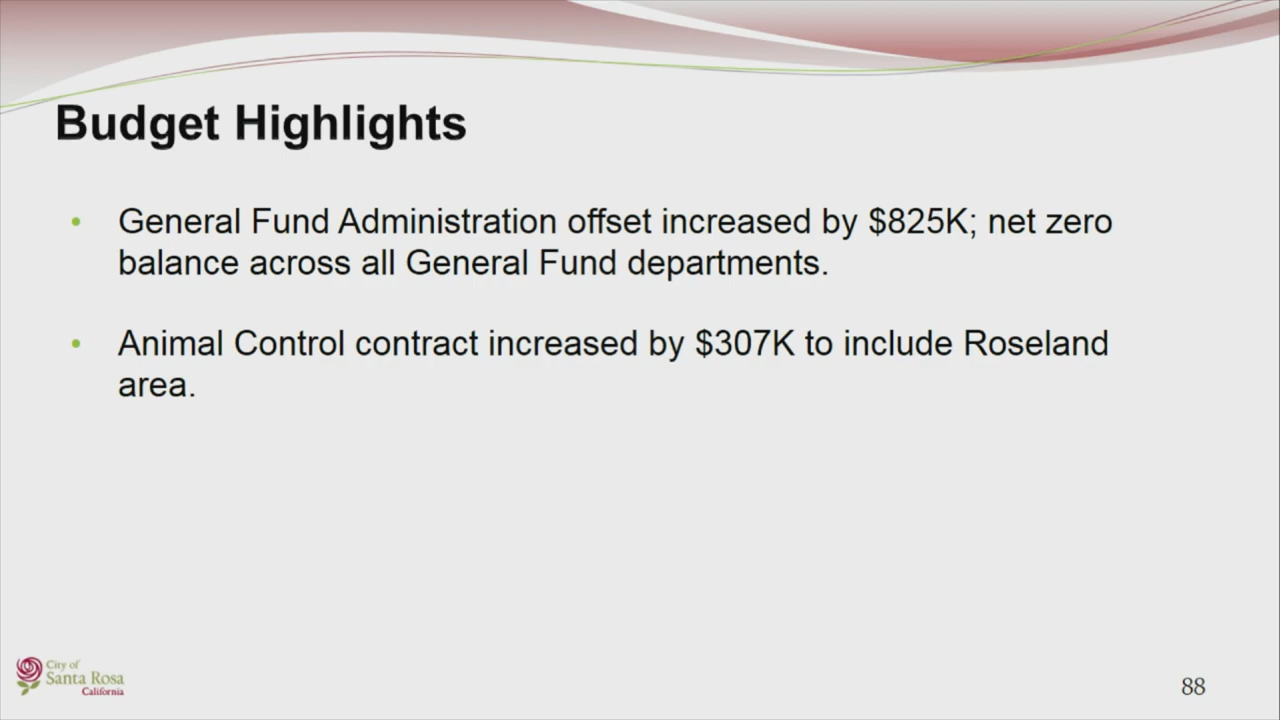 Budget Highlights
• General Fund Administration offset increased by $825K; net zero
balance across all General Fund departments.
• Animal Control contract increased by $307K to include Roseland
area.
City of
Santa Rosa
California
88